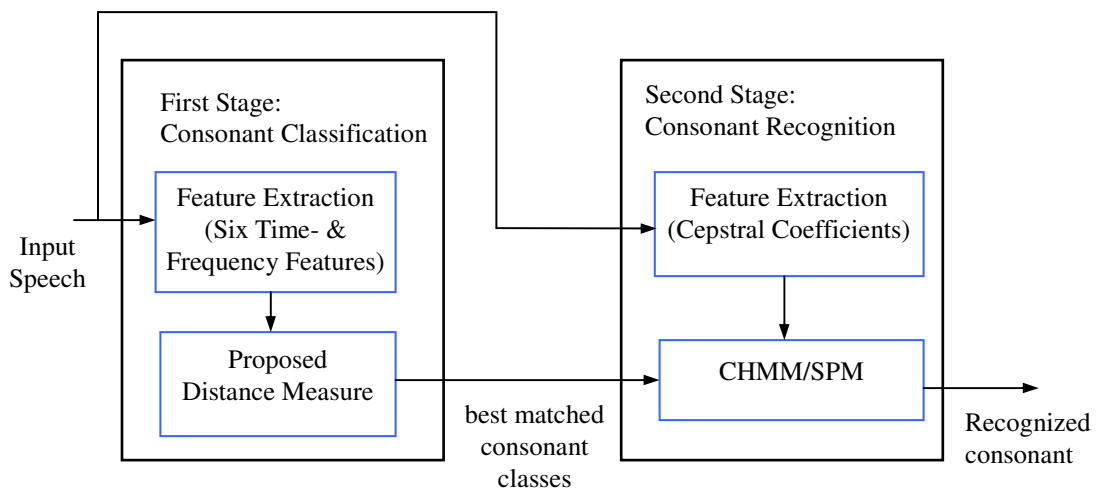 Input
Speech
First Stage:
Consonant Classification
Feature Extraction
(Six Time- &
Frequency Features)
Proposed
Distance Measure
best matched
consonant
classes
Second Stage:
Consonant Recognition
Feature Extraction
(Cepstral Coefficients)
CHMM/SPM
Recognized
consonant